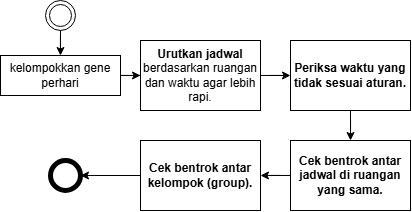 kelompokkan gene
perhari
Urutkan jadwal
berdasarkan ruangan
dan waktu agar lebih
rapi.
Periksa waktu yang
tidak sesuai aturan.
Cek bentrok antar
jadwal di ruangan
yang sama.
Cek bentrok antar
kelompok (group).